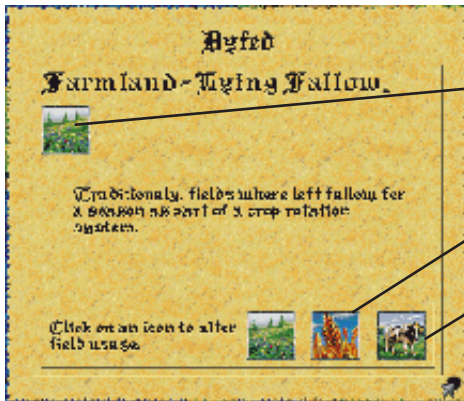 Dyfed
Farmland-Lying Fallow.
Traditionaly, fields where left fallow for
a season as part of a crop rotation
system.
Click on an icon to alter
field usage